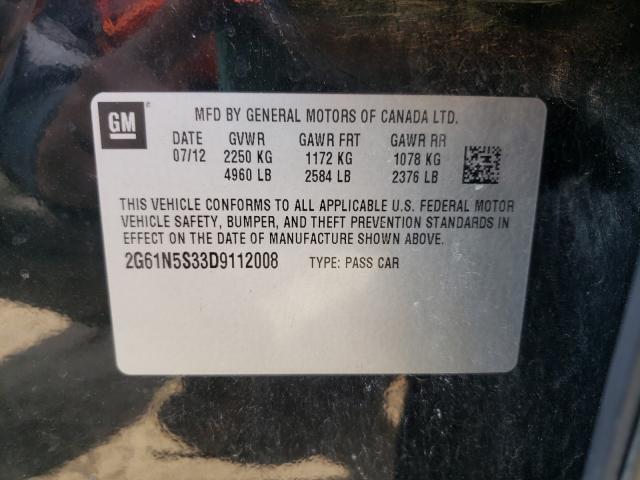 GM ®
MFD BY GENERAL MOTORS OF CANADA LTD.
DATE GVWR GAWR FRT GAWR RR
07/12 2250 KG 1172 KG 1078 KG
4960 LB 2584 LB 2376 LB
THIS VEHICLE CONFORMS TO ALL APPLICABLE U.S. FEDERAL MOTOR
VEHICLE SAFETY, BUMPER, AND THEFT PREVENTION STANDARDS IN
EFFECT ON THE DATE OF MANUFACTURE SHOWN ABOVE.
2G61N5S33D9112008 TYPE: PASS CAR